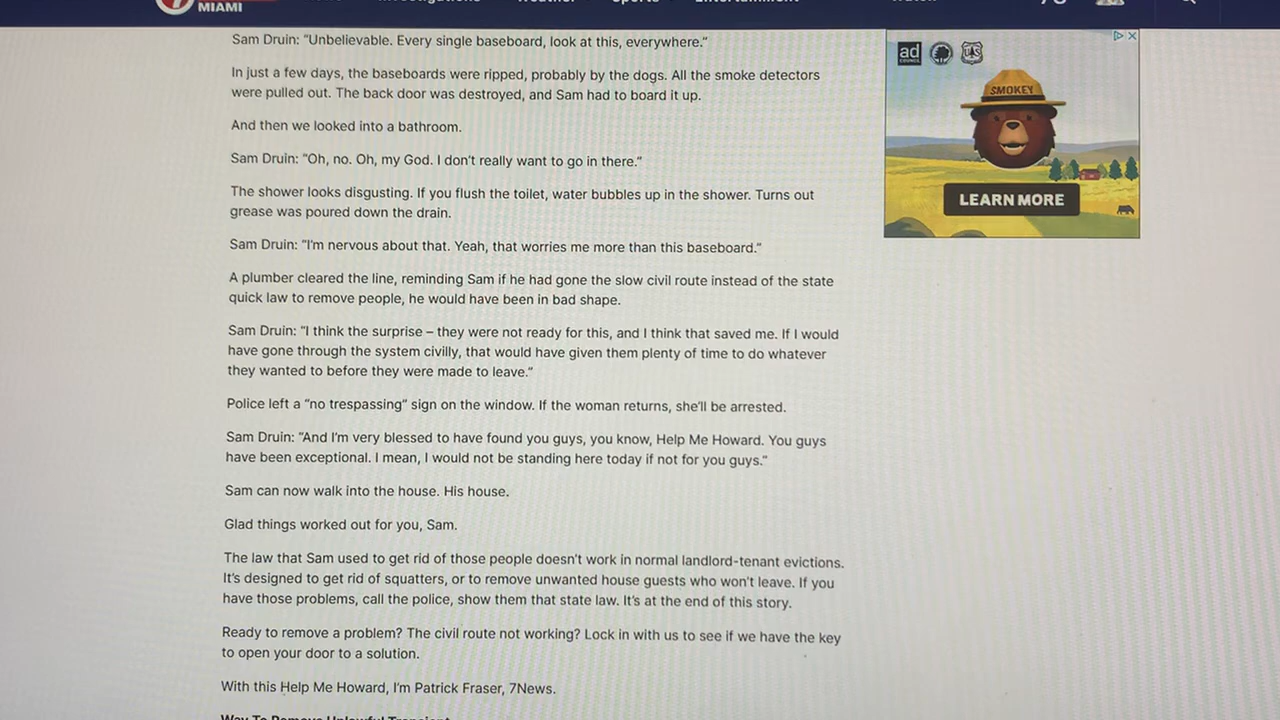 7
MIAMI
Sam Druin: “Unbelievable. Every single baseboard, look at this, everywhere.”
In just a few days, the baseboards were ripped, probably by the dogs. All the smoke detectors
were pulled out. The back door was destroyed, and Sam had to board it up.
And then we looked into a bathroom.
Sam Druin: “Oh, no. Oh, my God. I don’t really want to go in there.”
The shower looks disgusting. If you flush the toilet, water bubbles up in the shower. Turns out
grease was poured down the drain.
Sam Druin: “I’m nervous about that. Yeah, that worries me more than this baseboard.”
A plumber cleared the line, reminding Sam if he had gone the slow civil route instead of the state
quick law to remove people, he would have been in bad shape.
Sam Druin: “I think the surprise – they were not ready for this, and I think that saved me. If I would
have gone through the system civilly, that would have given them plenty of time to do whatever
they wanted to before they were made to leave.”
Police left a “no trespassing” sign on the window. If the woman returns, she’ll be arrested.
Sam Druin: “And I’m very blessed to have found you guys, you know, Help Me Howard. You guys
have been exceptional. I mean, I would not be standing here today if not for you guys.”
Sam can now walk into the house. His house.
Glad things worked out for you, Sam.
The law that Sam used to get rid of those people doesn’t work in normal landlord-tenant evictions.
It’s designed to get rid of squatters, or to remove unwanted house guests who won’t leave. If you
have those problems, call the police, show them that state law. It’s at the end of this story.
Ready to remove a problem? The civil route not working? Lock in with us to see if we have the key
to open your door to a solution.
With this Help Me Howard, I’m Patrick Fraser, 7News.
Way To Remove Unlawful Transient
ad
COUNCIL
UAS
SMOKEY
LEARN MORE